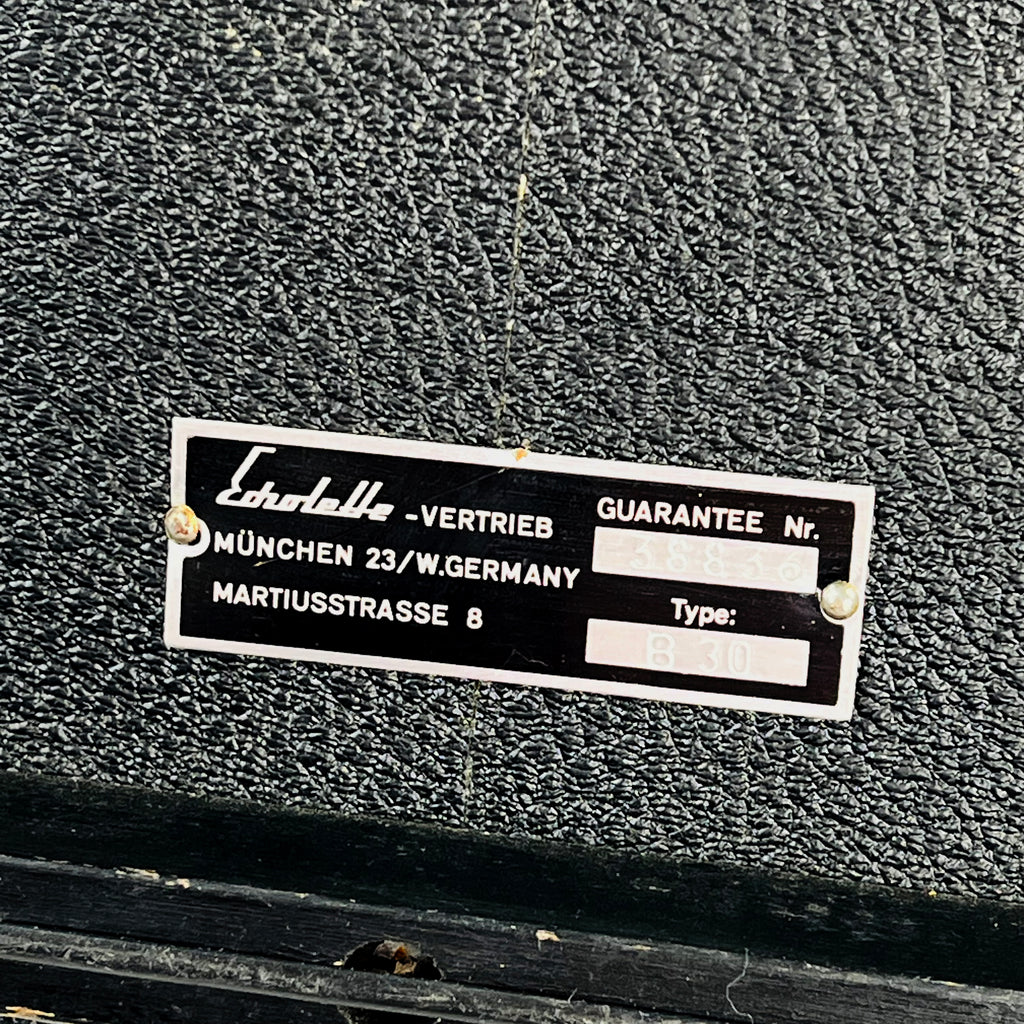 Echolette -VERTRIEB
MÜNCHEN 23/W.GERMANY
MARTIUSSTRASSE 8
GUARANTEE Nr.
38836
Type:
B 30